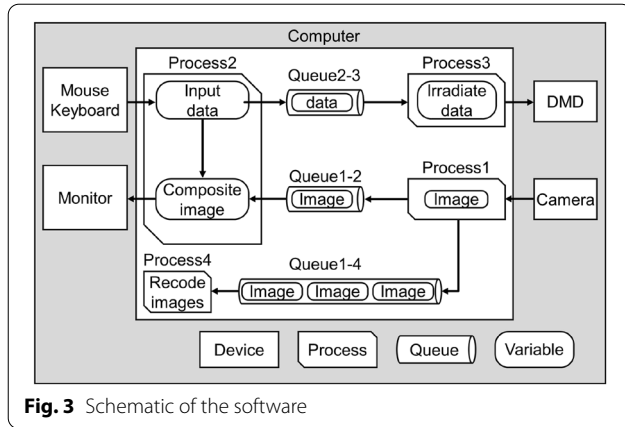 Computer
Process2
Process3
Queue2-3
Mouse
Keyboard
Input
data
data
Irradiate
data
DMD
Process1
Queue1-2
Monitor
Composite
image
Image
Image
Camera
Process4
Queue1-4
Recode
images
Image
Image
Image
Device
Process
Queue
Variable
Fig. 3 Schematic of the software